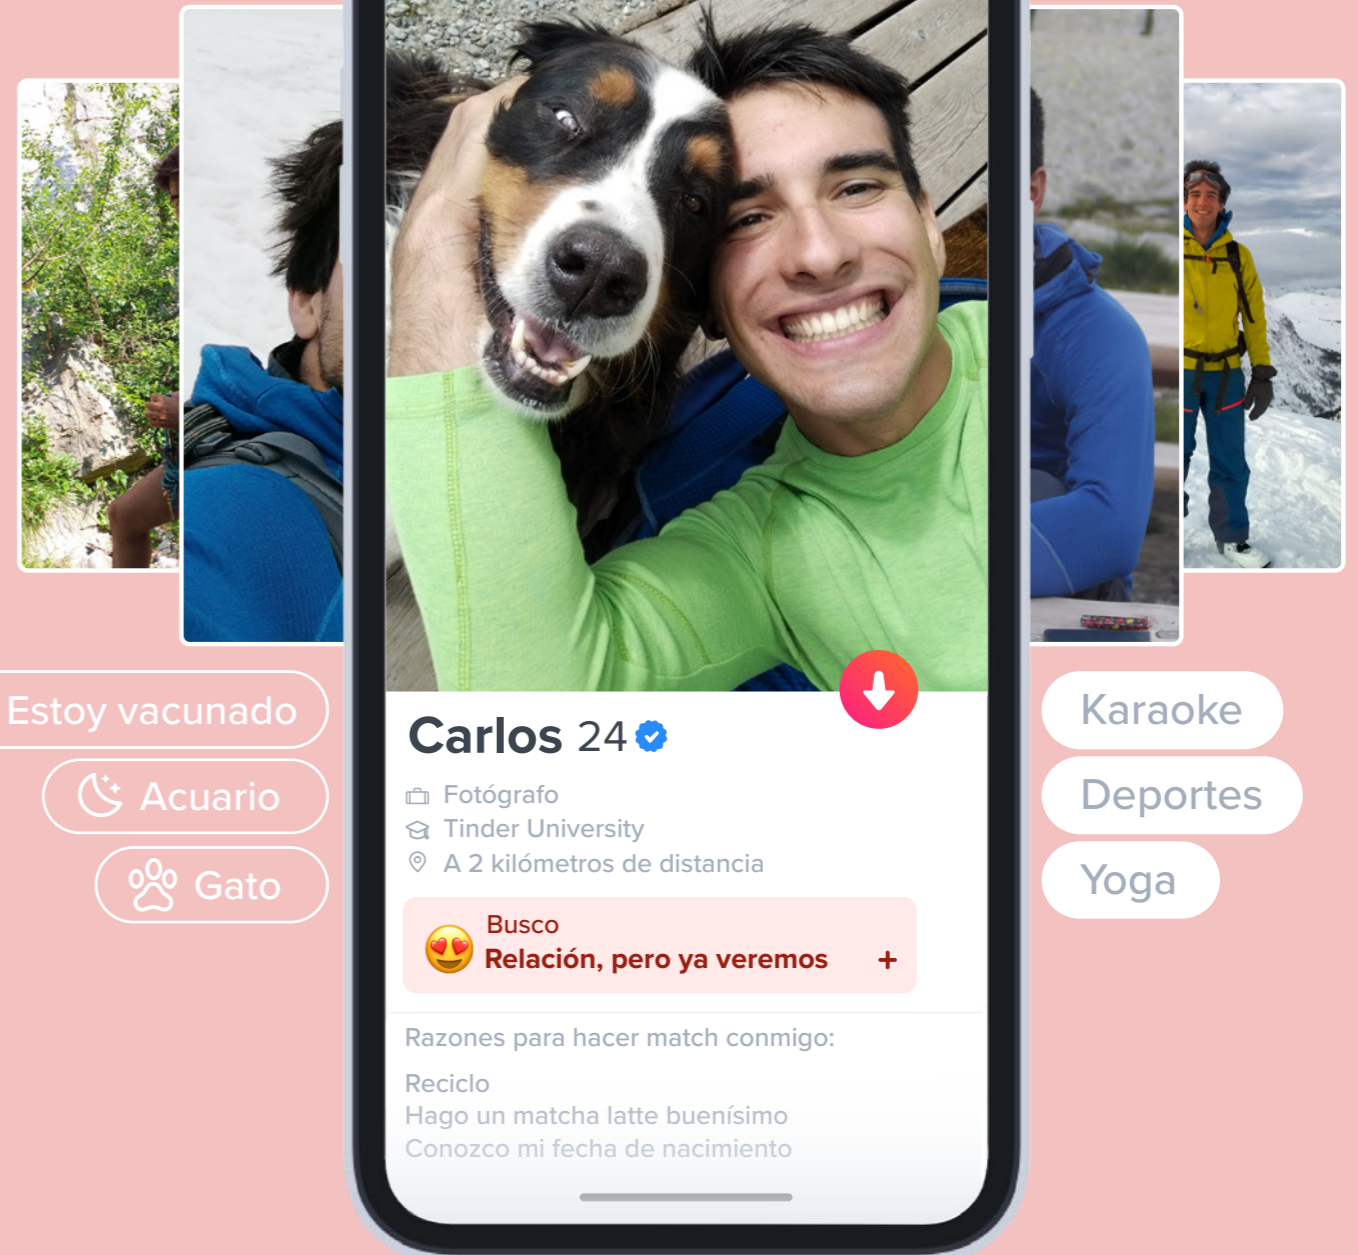 Estoy vacunado
Acuario
Gato
Carlos 24
Fotógrafo
Tinder University
A 2 kilómetros de distancia
Busco
Relación, pero ya veremos +
Razones para hacer match conmigo:
Reciclo
Hago un matcha latte buenísimo
Conozco mi fecha de nacimiento
Karaoke
Deportes
Yoga